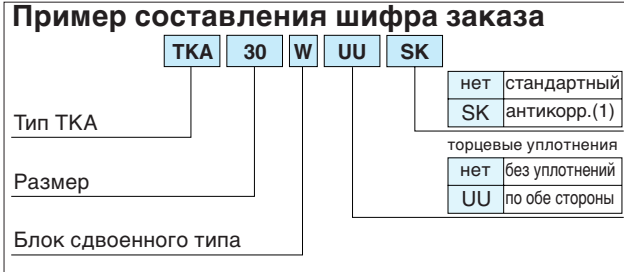 Пример составления шифра заказа
TKA 30 W UU SK
нет стандартный
SK антикорр.(1)
Тип TKA
торцевые уплотнения
нет без уплотнений
Размер
UU по обе стороны
Блок сдвоенного типа